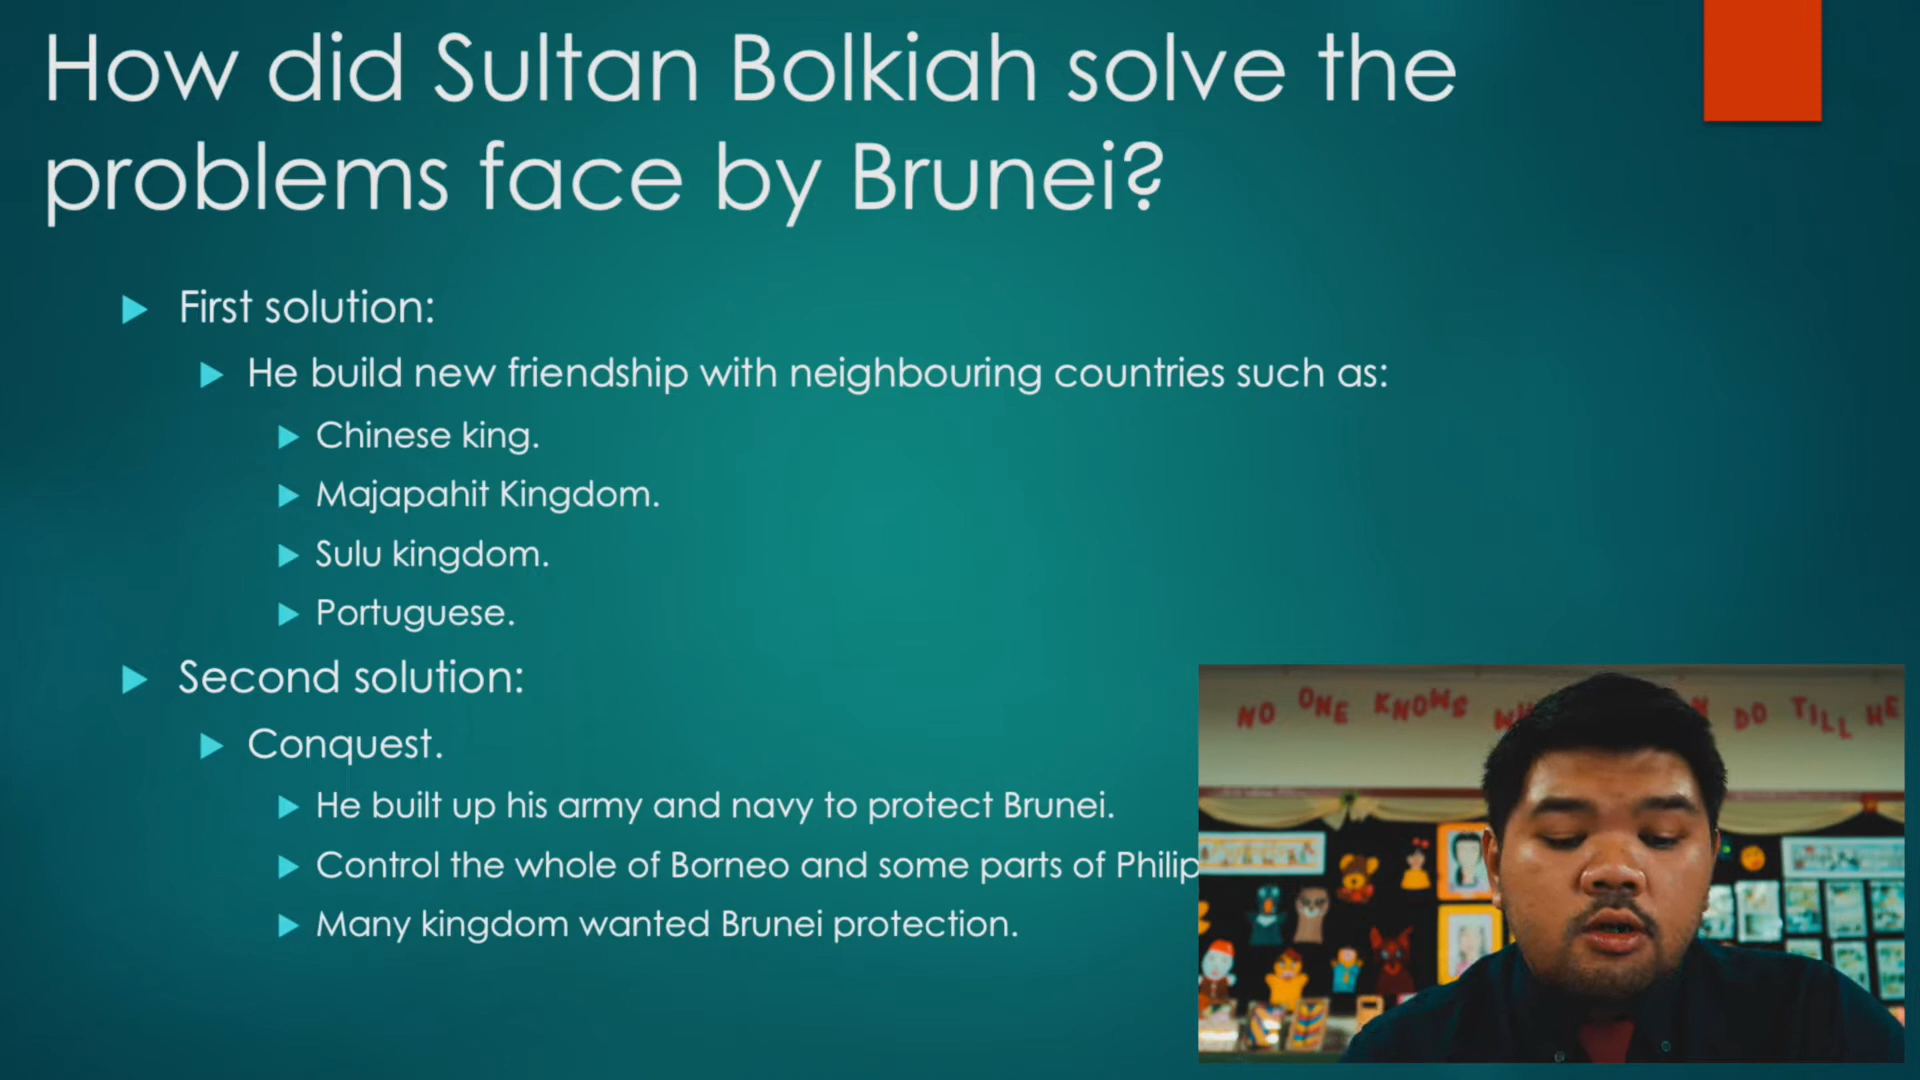 How did Sultan Bolkiah solve the
problems face by Brunei?
First solution:
He build new friendship with neighbouring countries such as:
Chinese king.
Majapahit Kingdom.
Sulu kingdom.
Portuguese.
Second solution:
Conquest.
He built up his army and navy to protect Brunei.
Control the whole of Borneo and some parts of Philip
Many kingdom wanted Brunei protection.
NO ONE KNOWS DO TILL HE